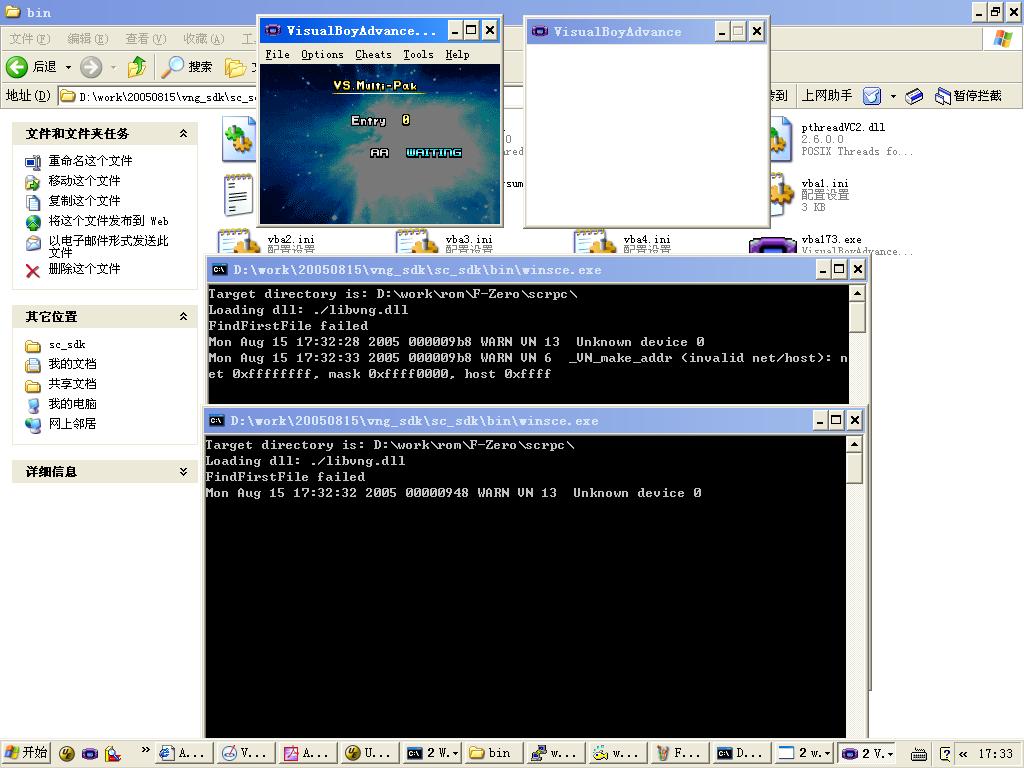 bin
文件(F) 编辑(E) 查看(V) 收藏(A)
后退 搜索
地址(D) D:\work\20050815\vng_sdk\sc_s
转到 上网助手 暂停拦截
文件和文件夹任务
重命名这个文件
移动这个文件
复制这个文件
将这个文件发布到 Web
以电子邮件形式发送此
文件
删除这个文件
其它位置
sc_sdk
我的文档
共享文档
我的电脑
网上邻居
详细信息
VisualBoyAdvance...
File Options Cheats Tools Help
VS.Multi-Pak
Entry 0
AA WAITING
VisualBoyAdvance
pthreadVC2.dll
2.6.0.0
POSIX Threads fo...
vba1.ini
配置设置
3 KB
vba2.ini
配置设置
vba3.ini
配置设置
vba4.ini
配置设置
vba173.exe
VisualBoyAdvance...
D:\work\20050815\vng_sdk\sc_sdk\bin\winsce.exe
Target directory is: D:\work\rom\F-Zero\scrpc\
Loading dll: ./libvng.dll
FindFirstFile failed
Mon Aug 15 17:32:28 2005 000009b8 WARN VN 13  Unknown device 0
Mon Aug 15 17:32:33 2005 000009b8 WARN VN 6  _VN_make_addr (invalid net/host): n
et 0xffffffff, mask 0xffff0000, host 0xffff
D:\work\20050815\vng_sdk\sc_sdk\bin\winsce.exe
Target directory is: D:\work\rom\F-Zero\scrpc\
Loading dll: ./libvng.dll
FindFirstFile failed
Mon Aug 15 17:32:32 2005 00000948 WARN VN 13  Unknown device 0
开始 » A... V... A... U... 2 W. bin w... w... F... D... 2 w. 2 V. « 17:33